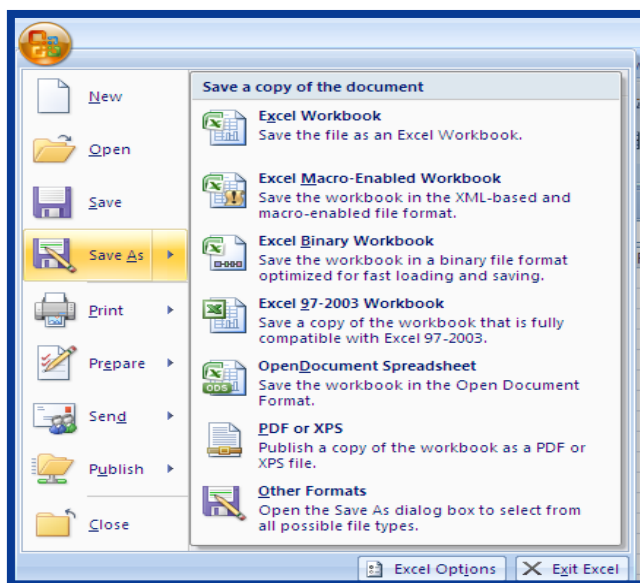 New
Open
Save
Save As
Print
Prepare
Send
Publish
Close
Save a copy of the document
Excel Workbook
Save the file as an Excel Workbook.
Excel Macro-Enabled Workbook
Save the workbook in the XML-based and
macro-enabled file format.
Excel Binary Workbook
Save the workbook in a binary file format
optimized for fast loading and saving.
Excel 97-2003 Workbook
Save a copy of the workbook that is fully
compatible with Excel 97-2003.
OpenDocument Spreadsheet
Save the workbook in the Open Document
Format.
ODS
PDF or XPS
Publish a copy of the workbook as a PDF or
XPS file.
Other Formats
Open the Save As dialog box to select from
all possible file types.
Excel Options
Exit Excel